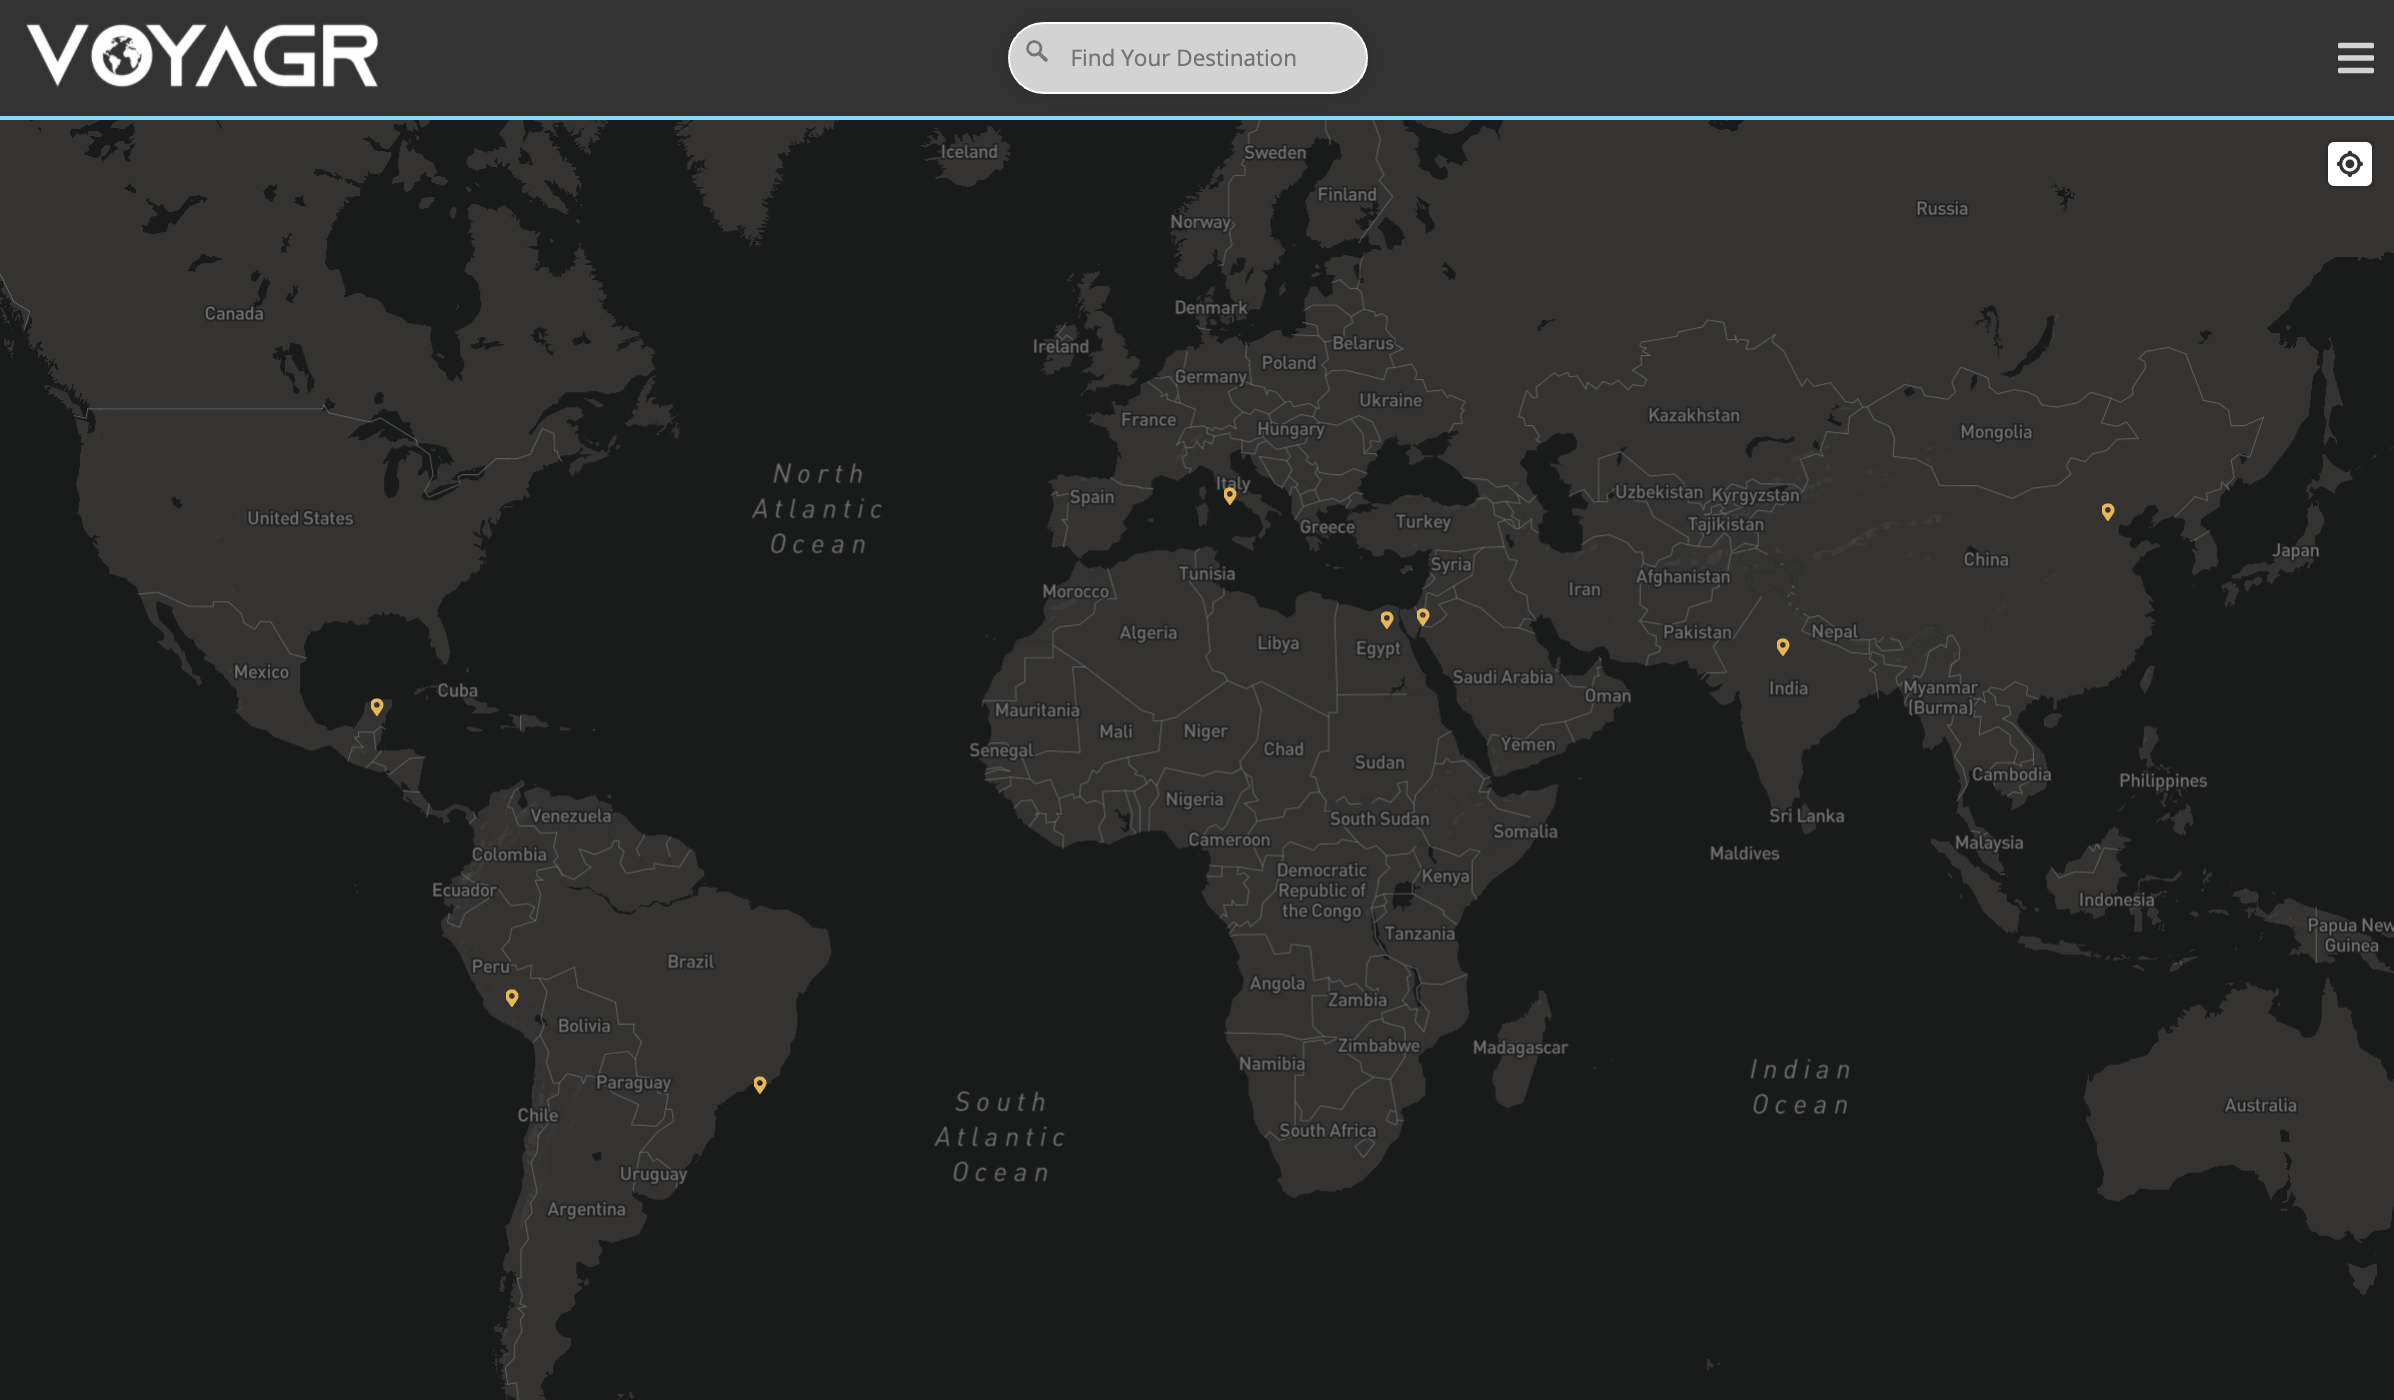 VOYAGR
Find Your Destination
Iceland
Sweden
Finland
Norway
Russia
Canada
Denmark
Ireland
Belarus
Poland
Germany
Ukraine
France
Kazakhstan
Hungary
Mongolia
North
Atlantic
Ocean
Italy
Spain
Uzbekistan
Kyrgyzstan
United States
Greece
Turkey
Tajikistan
Japan
China
Syria
Tunisia
Afghanistan
Iran
Morocco
Algeria
Pakistan
Nepal
Libya
Egypt
Mexico
Saudi Arabia
Cuba
India
Oman
Myanmar
(Burma)
Mauritania
Mali
Niger
Senegal
Chad
Yemen
Sudan
Cambodia
Philippines
Nigeria
Venezuela
South Sudan
Sri Lanka
Somalia
Cameroon
Malaysia
Colombia
Maldives
Democratic
Republic of
the Congo
Kenya
Ecuador
Indonesia
Papua New
Guinea
Tanzania
Brazil
Peru
Angola
Zambia
Bolivia
Zimbabwe
Madagascar
Namibia
Indian
Ocean
Paraguay
South
Atlantic
Ocean
Chile
Australia
South Africa
Uruguay
Argentina